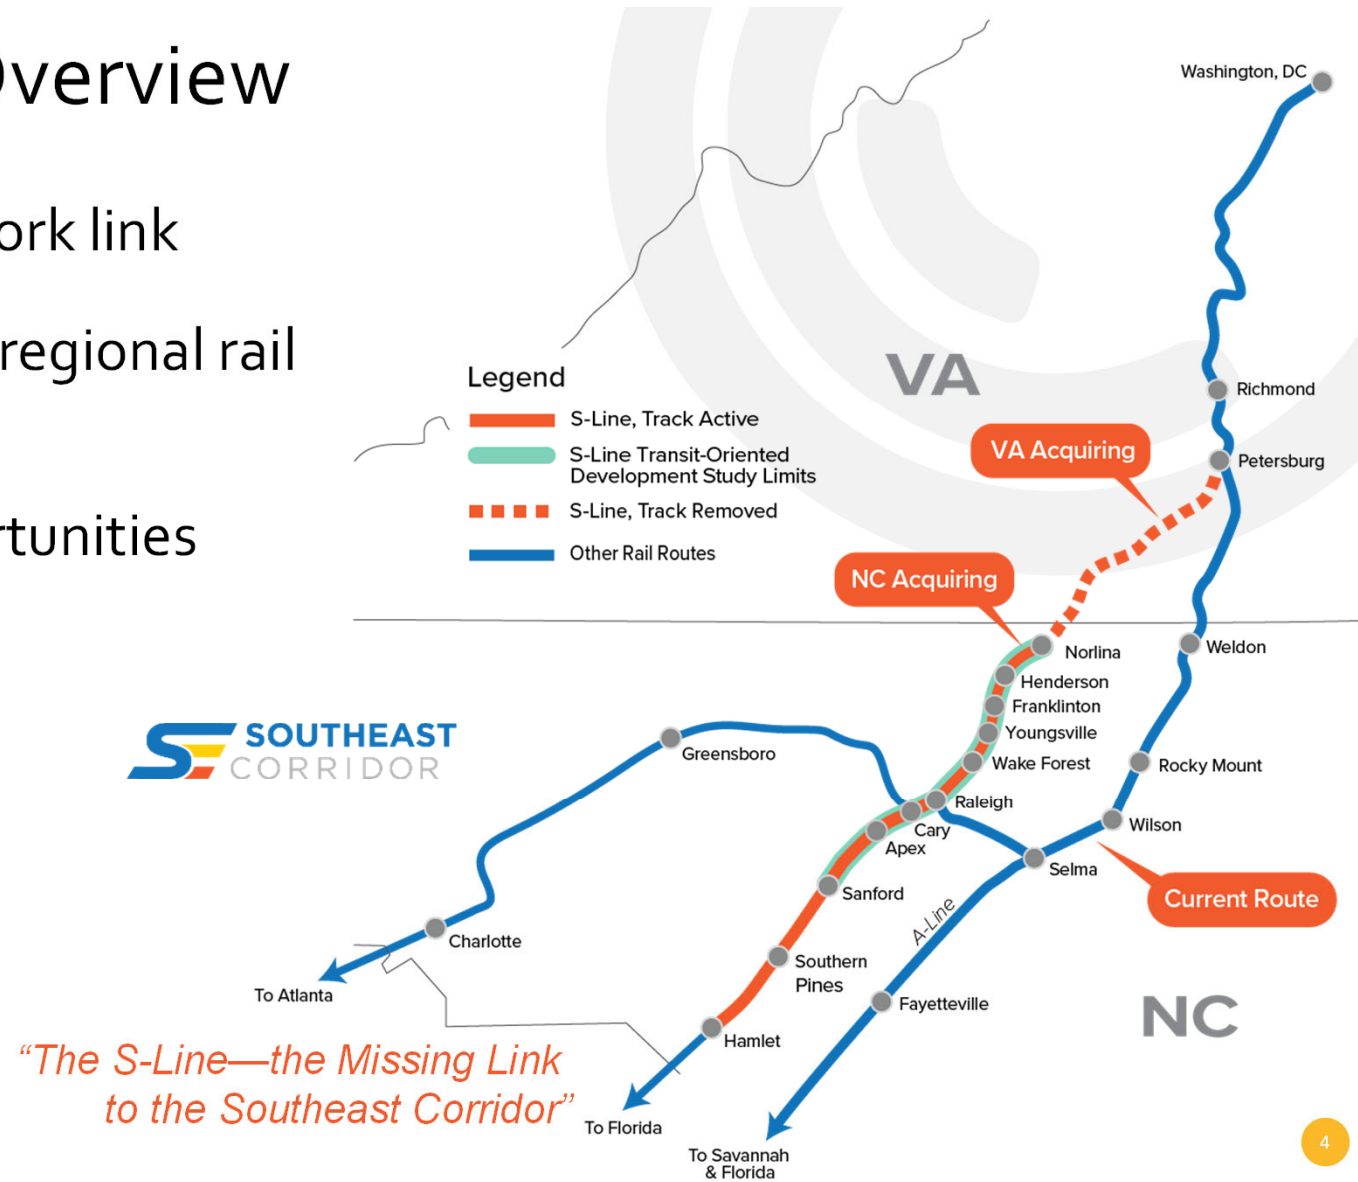 Overview
ork link
regional rail
rtunities
Washington, DC
VA
Richmond
Legend
S-Line, Track Active
S-Line Transit-Oriented
Development Study Limits
S-Line, Track Removed
Other Rail Routes
VA Acquiring
Petersburg
NC Acquiring
Norlina
Weldon
Henderson
Franklinton
Youngsville
Wake Forest
Rocky Mount
SOUTHEAST
CORRIDOR
Greensboro
Raleigh
Cary
Wilson
Apex
Selma
Sanford
Current Route
A-Line
Charlotte
Southern
Pines
To Atlanta
Fayetteville
NC
Hamlet
“The S-Line—the Missing Link
to the Southeast Corridor”
To Florida
To Savannah
& Florida
4